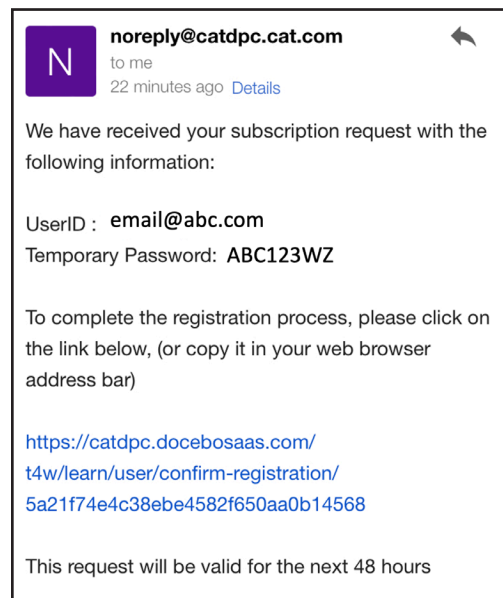 N
noreply@catdpc.cat.com
to me
22 minutes ago Details
We have received your subscription request with the
following information:
UserID : email@abc.com
Temporary Password: ABC123WZ
To complete the registration process, please click on
the link below, (or copy it in your web browser
address bar)
https://catdpc.docebosaas.com/
t4w/learn/user/confirm-registration/
5a21f74e4c38ebe4582f650aa0b14568
This request will be valid for the next 48 hours